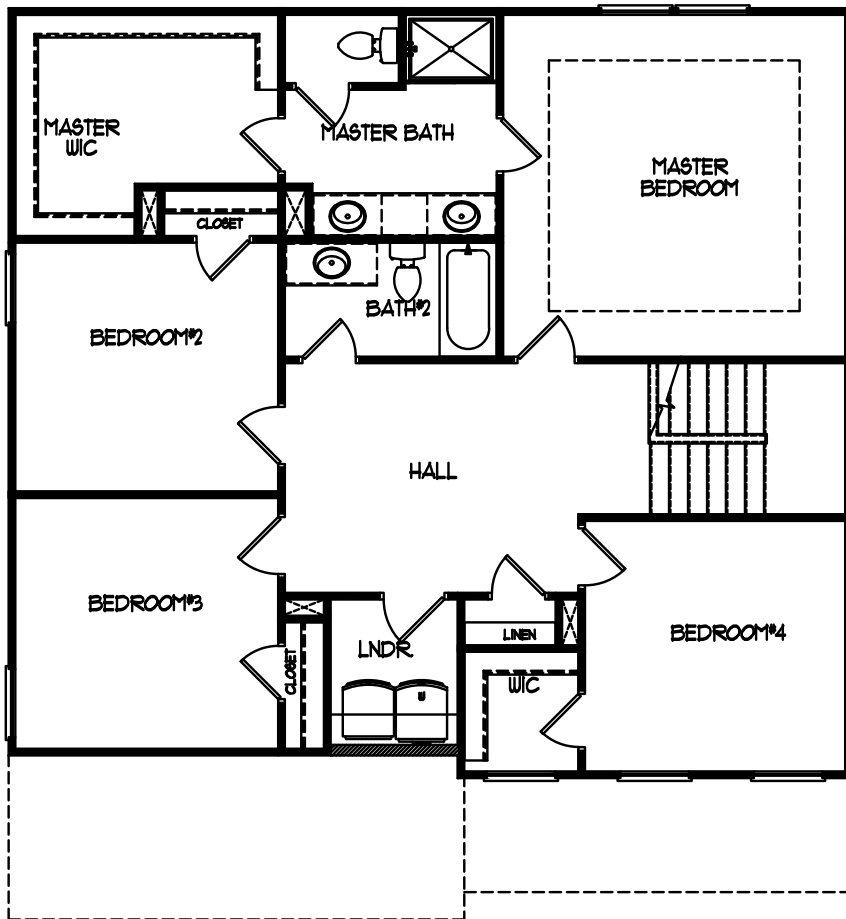 MASTER
WIC
MASTER BATH
MASTER
BEDROOM
CLOSET
BATH#2
BEDROOM#2
HALL
BEDROOM#3
CLOSET
LNDR.
W
LINEN
WIC
BEDROOM#4